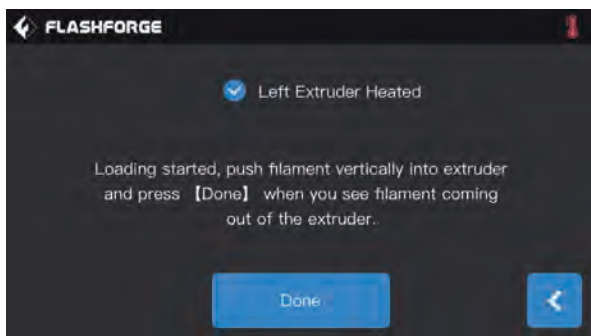 FLASHFORGE
Left Extruder Heated
Loading started, push filament vertically into extruder
and press 【Done】 when you see filament coming
out of the extruder.
Done